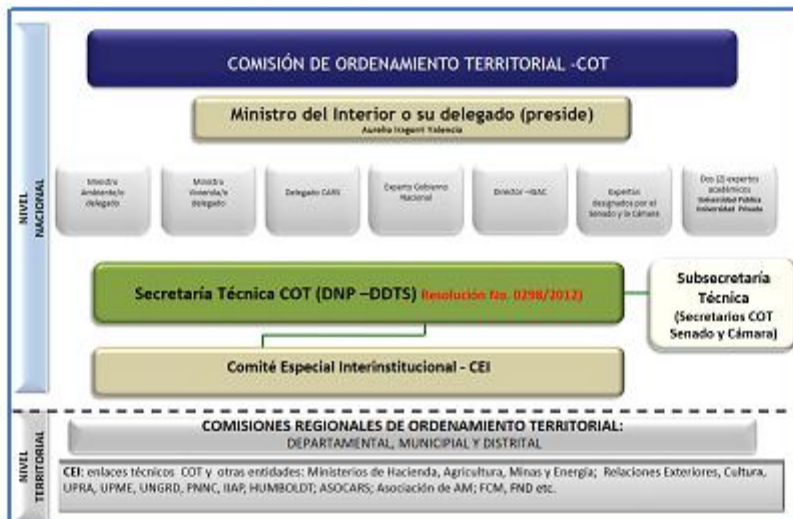 COMISIÓN DE ORDENAMIENTO TERRITORIAL -COT
Ministro del Interior o su delegado (preside)
Aurelio Iragorri Valencia
NIVEL
NACIONAL
Ministro
Ambiente/o
delegado
Ministro
Vivienda/o
delegado
Delegado CARS
Experto Gobierno
Nacional
Director –IGAC
Expertos
designados por el
Senado y la Cámara
Dos (2) expertos
académicos
Universidad Pública
Universidad Privada
Secretaría Técnica COT (DNP –DDTS) Resolución No. 0298/2012)
Subsecretaría
Técnica
(Secretarios COT
Senado y Cámara)
Comité Especial Interinstitucional - CEI
NIVEL
TERRITORIAL
COMISIONES REGIONALES DE ORDENAMIENTO TERRITORIAL:
DEPARTAMENTAL, MUNICIPAL Y DISTRITAL
CEI: enlaces técnicos COT y otras entidades: Ministerios de Hacienda, Agricultura, Minas y Energía; Relaciones Exteriores, Cultura,
UPRA, UPME, UNGRD, PNNC, IIAP, HUMBOLDT; ASOCARS; Asociación de AM; FCM, FND etc.